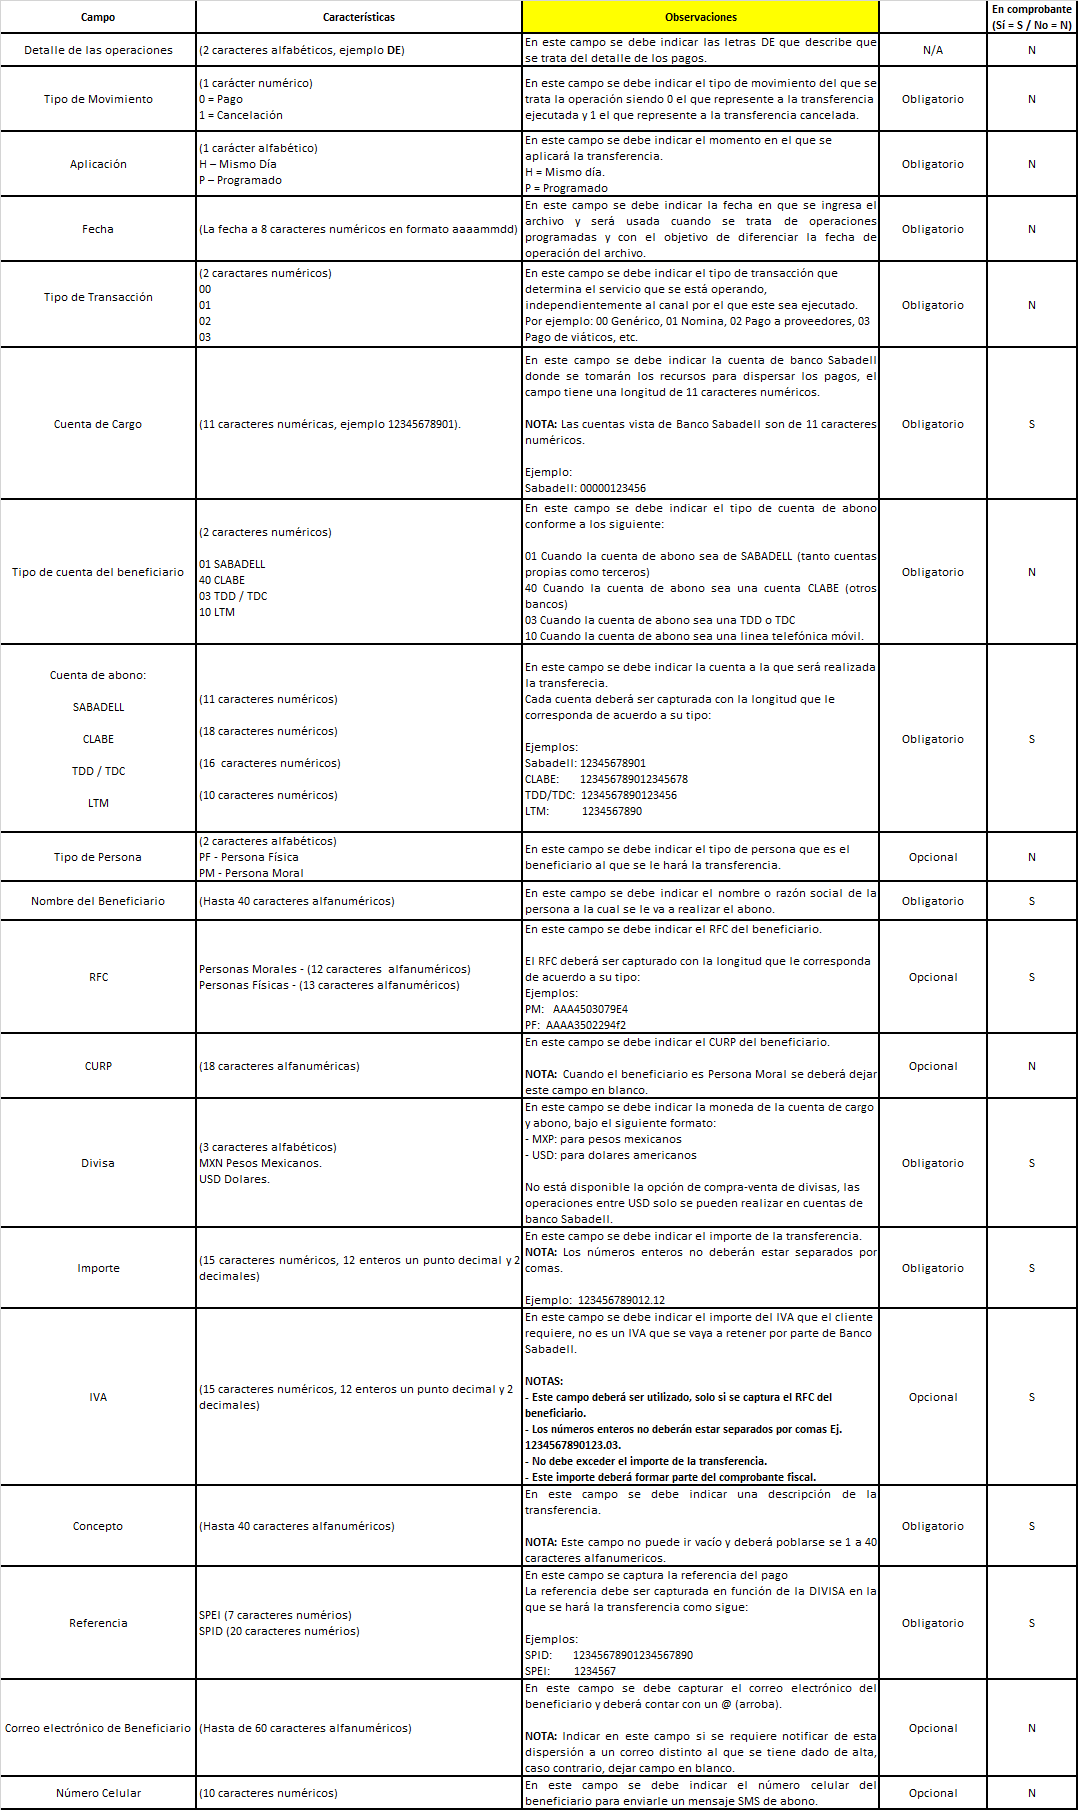 Campo
Características
Observaciones
En comprobante
(Sí = S / No = N)
Detalle de las operaciones
(2 caracteres alfabéticos, ejemplo DE)
En este campo se debe indicar las letras DE que describe que
se trata del detalle de los pagos.
N/A
N
Tipo de Movimiento
(1 carácter numérico)
0 = Pago
1 = Cancelación
En este campo se debe indicar el tipo de movimiento del que se
trata la operación siendo 0 el que represente a la transferencia
ejecutada y 1 el que represente a la transferencia cancelada.
Obligatorio
N
Aplicación
(1 carácter alfabético)
H – Mismo Día
P – Programado
En este campo se debe indicar el momento en el que se
aplicará la transferencia.
H = Mismo día.
P = Programado
Obligatorio
N
Fecha
(La fecha a 8 caracteres numéricos en formato aaaammdd)
En este campo se debe indicar la fecha en que se ingresa el
archivo y será usada cuando se trata de operaciones
programadas y con el objetivo de diferenciar la fecha de
operación del archivo.
Obligatorio
N
Tipo de Transacción
(2 caractares numéricos)
00
01
02
03
En este campo se debe indicar el tipo de transacción que
determina el servicio que se está operando,
independientemente al canal por el que este sea ejecutado.
Por ejemplo: 00 Genérico, 01 Nomina, 02 Pago a proveedores, 03
Pago de viáticos, etc.
Obligatorio
N
Cuenta de Cargo
(11 caracteres numéricas, ejemplo 12345678901).
En este campo se debe indicar la cuenta de banco Sabadell
donde se tomarán los recursos para dispersar los pagos, el
campo tiene una longitud de 11 caracteres numéricos.
NOTA: Las cuentas vista de Banco Sabadell son de 11 caracteres
numéricos.
Ejemplo:
Sabadell: 00000123456
Obligatorio
S
Tipo de cuenta del beneficiario
(2 caracteres numéricos)
01 SABADELL
40 CLABE
03 TDD / TDC
10 LTM
En este campo se debe indicar el tipo de cuenta de abono
conforme a los siguiente:
01 Cuando la cuenta de abono sea de SABADELL (tanto cuentas
propias como terceros)
40 Cuando la cuenta de abono sea una cuenta CLABE (otros
bancos)
03 Cuando la cuenta de abono sea una TDD o TDC
10 Cuando la cuenta de abono sea una linea telefónica móvil.
Obligatorio
N
Cuenta de abono:
SABADELL
CLABE
TDD / TDC
LTM
(11 caracteres numéricos)
(18 caracteres numéricos)
(16 caracteres numéricos)
(10 caracteres numéricos)
En este campo se debe indicar la cuenta a la que será realizada
la transferecia.
Cada cuenta deberá ser capturada con la longitud que le
corresponda de acuerdo a su tipo:
Ejemplos:
Sabadell: 12345678901
CLABE: 123456789012345678
TDD/TDC: 1234567890123456
LTM: 1234567890
Obligatorio
S
Tipo de Persona
(2 caracteres alfabéticos)
PF - Persona Física
PM - Persona Moral
En este campo se debe indicar el tipo de persona que es el
beneficiario al que se le hará la transferencia.
Opcional
N
Nombre del Beneficiario
(Hasta 40 caracteres alfanuméricos)
En este campo se debe indicar el nombre o razón social de la
persona a la cual se le va a realizar el abono.
Obligatorio
S
RFC
Personas Morales - (12 caracteres alfanuméricos)
Personas Físicas - (13 caracteres alfanuméricos)
En este campo se debe indicar el RFC del beneficiario.
El RFC deberá ser capturado con la longitud que le corresponda
de acuerdo a su tipo:
Ejemplos:
PM: AAA4503079E4
PF: AAAA3502294f2
Opcional
S
CURP
(18 caracteres alfanuméricas)
En este campo se debe indicar el CURP del beneficiario.
NOTA: Cuando el beneficiario es Persona Moral se deberá dejar
este campo en blanco.
Opcional
N
Divisa
(3 caracteres alfabéticos)
MXN Pesos Mexicanos.
USD Dolares.
En este campo se debe indicar la moneda de la cuenta de cargo
y abono, bajo el siguiente formato:
- MXP: para pesos mexicanos
- USD: para dolares americanos
No está disponible la opción de compra-venta de divisas, las
operaciones entre USD solo se pueden realizar en cuentas de
banco Sabadell.
Obligatorio
S
Importe
(15 caracteres numéricos, 12 enteros un punto decimal y 2
decimales)
En este campo se debe indicar el importe de la transferencia.
NOTA: Los números enteros no deberán estar separados por
comas.
Ejemplo: 123456789012.12
Obligatorio
S
IVA
(15 caracteres numéricos, 12 enteros un punto decimal y 2
decimales)
En este campo se debe indicar el importe del IVA que el cliente
requiere, no es un IVA que se vaya a retener por parte de Banco
Sabadell.
NOTAS:
- Este campo deberá ser utilizado, solo si se captura el RFC del
beneficiario.
- Los números enteros no deberán estar separados por comas Ej.
1234567890123.03.
- No debe exceder el importe de la transferencia.
- Este importe deberá formar parte del comprobante fiscal.
Opcional
S
Concepto
(Hasta 40 caracteres alfanuméricos)
En este campo se debe indicar una descripción de la
transferencia.
NOTA: Este campo no puede ir vacío y deberá poblarse se 1 a 40
caracteres alfanumericos.
Obligatorio
S
Referencia
SPEI (7 caracteres numérios)
SPID (20 caracteres numérios)
En este campo se captura la referencia del pago
La referencia debe ser capturada en función de la DIVISA en la
que se hará la transferencia como sigue:
Ejemplos:
SPID: 12345678901234567890
SPEI: 1234567
Obligatorio
S
Correo electrónico de Beneficiario
(Hasta de 60 caracteres alfanuméricos)
En este campo se debe capturar el correo electrónico del
beneficiario y deberá contar con un @ (arroba).
NOTA: Indicar en este campo si se requiere notificar de esta
dispersión a un correo distinto al que se tiene dado de alta,
caso contrario, dejar campo en blanco.
Opcional
N
Número Celular
(10 caracteres numéricos)
En este campo se debe indicar el número celular del
beneficiario para enviarle un mensaje SMS de abono.
Opcional
N